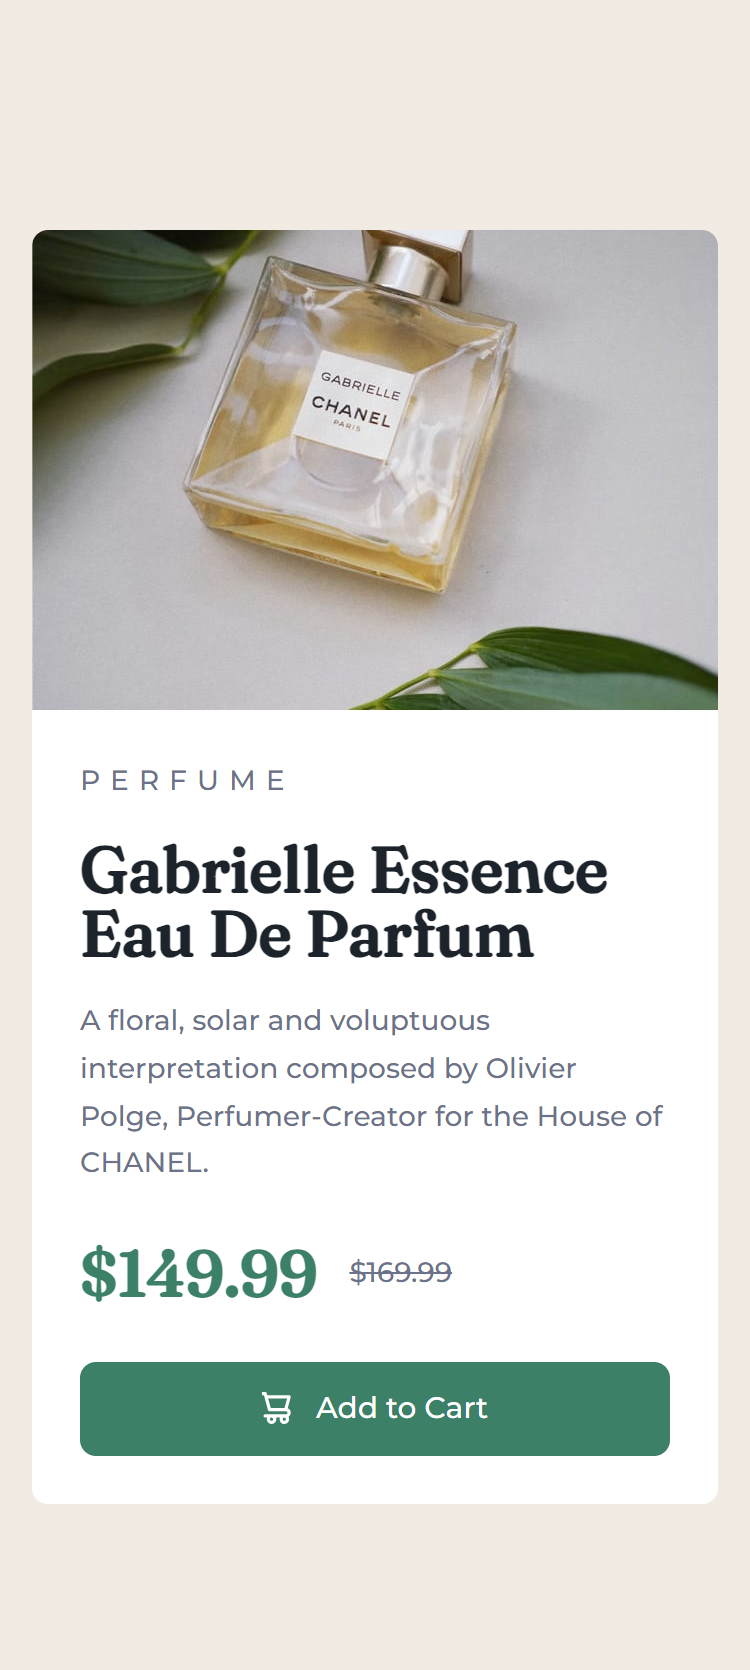 GABRIELLE
CHANEL
PARIS
PERFUME
Gabrielle Essence
Eau De Parfum
A floral, solar and voluptuous
interpretation composed by Olivier
Polge, Perfumer-Creator for the House of
CHANEL.
$149.99 $169.99
Add to Cart